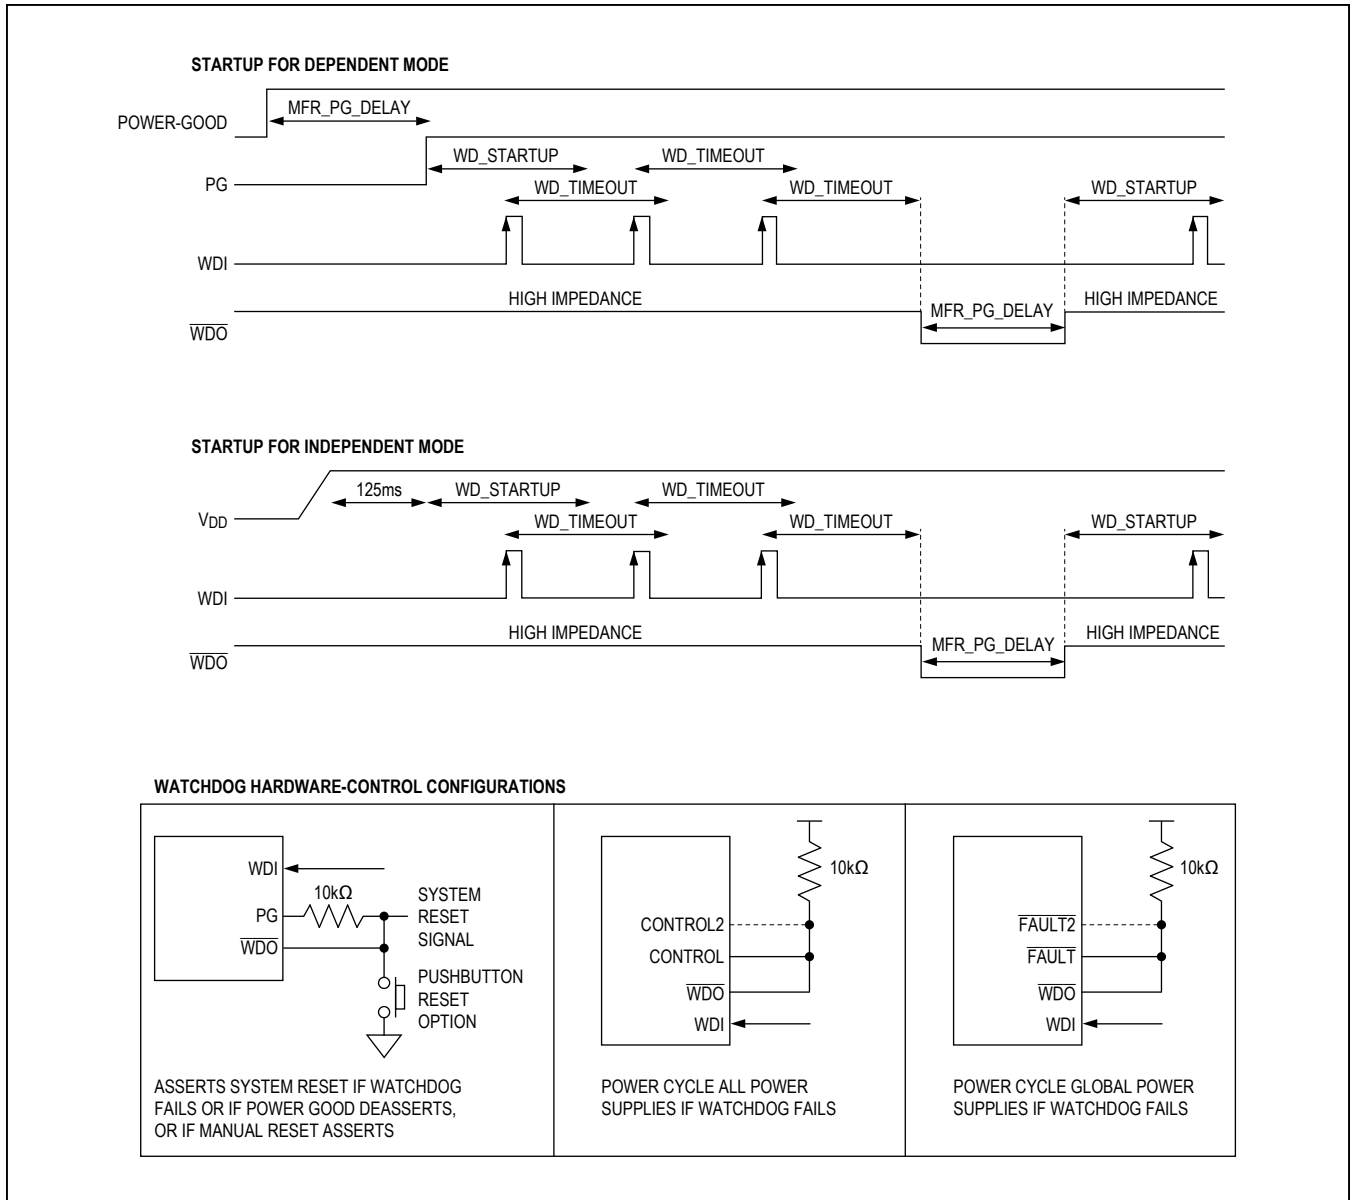 STARTUP FOR DEPENDENT MODE
MFR_PG_DELAY
POWER-GOOD
WD_STARTUP
WD_TIMEOUT
PG
WD_TIMEOUT
WD_TIMEOUT
WD_STARTUP
WDI
HIGH IMPEDANCE
MFR_PG_DELAY
HIGH IMPEDANCE
WDO
STARTUP FOR INDEPENDENT MODE
125ms
WD_STARTUP
WD_TIMEOUT
VDD
WD_TIMEOUT
WD_TIMEOUT
WD_STARTUP
WDI
HIGH IMPEDANCE
MFR_PG_DELAY
HIGH IMPEDANCE
WDO
WATCHDOG HARDWARE-CONTROL CONFIGURATIONS
WDI
10kΩ
PG
WDO
SYSTEM
RESET
SIGNAL
PUSHBUTTON
RESET
OPTION
ASSERTS SYSTEM RESET IF WATCHDOG
FAILS OR IF POWER GOOD DEASSERTS,
OR IF MANUAL RESET ASSERTS
10kΩ
CONTROL2
CONTROL
WDO
WDI
POWER CYCLE ALL POWER
SUPPLIES IF WATCHDOG FAILS
10kΩ
FAULT2
FAULT
WDO
WDI
POWER CYCLE GLOBAL POWER
SUPPLIES IF WATCHDOG FAILS